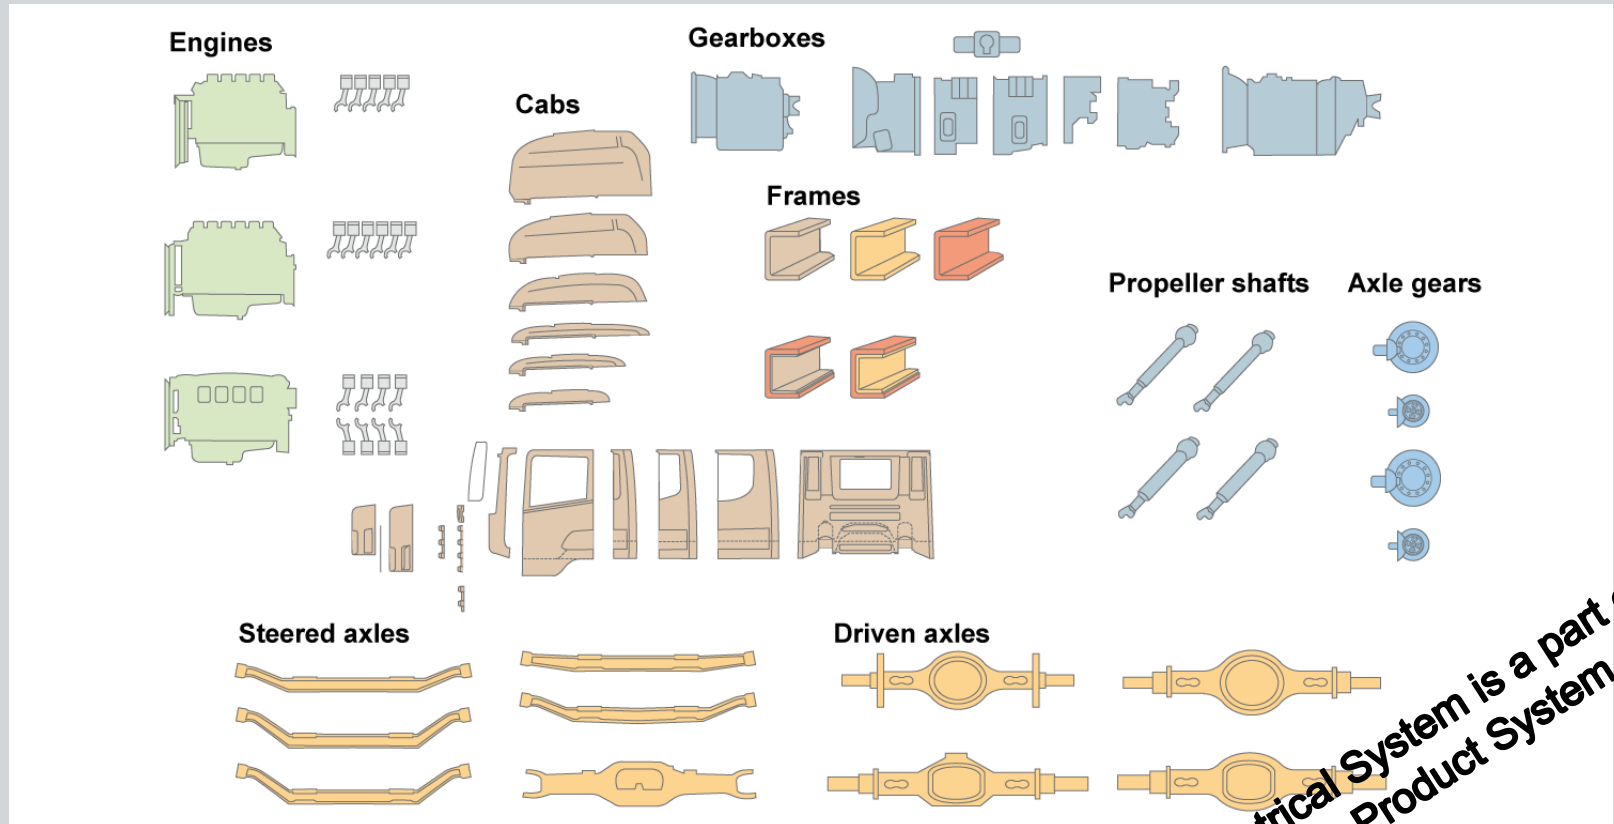 Engines
Gearboxes
Cabs
Frames
Propeller shafts
Axle gears
Steered axles
Driven axles
System is a part
Product System